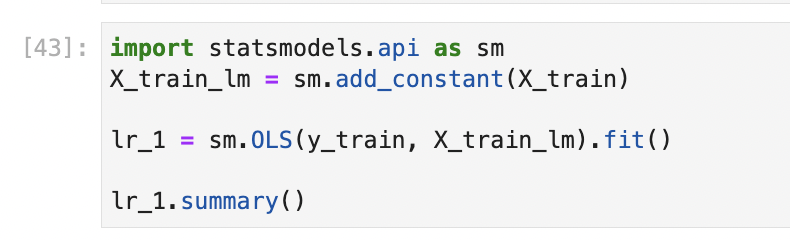 [43]: import statsmodels.api as sm
X_train_lm = sm.add_constant(X_train)
lr_1 = sm.OLS(y_train, X_train_lm).fit()
lr_1.summary()